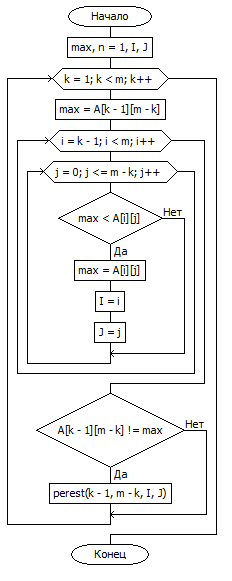 Начало
max, n = 1, I, J
k = 1; k < m; k++
max = A[k - 1][m - k]
i = k - 1; i < m; i++
j = 0; j <= m - k; j++
max < A[i][j]
Нет
Да
max = A[i][j]
I = i
J = j
A[k - 1][m - k] != max
Нет
Да
perest(k - 1, m - k, I, J)
Конец